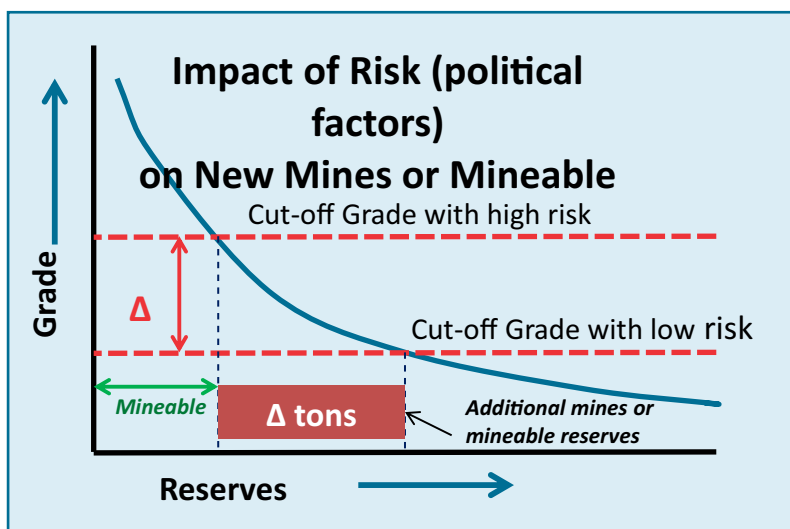 Impact of Risk (political
factors)
on New Mines or Mineable
Cut-off Grade with high risk
Grade
Δ
Cut-off Grade with low risk
Mineable
Δ tons
Additional mines or
mineable reserves
Reserves